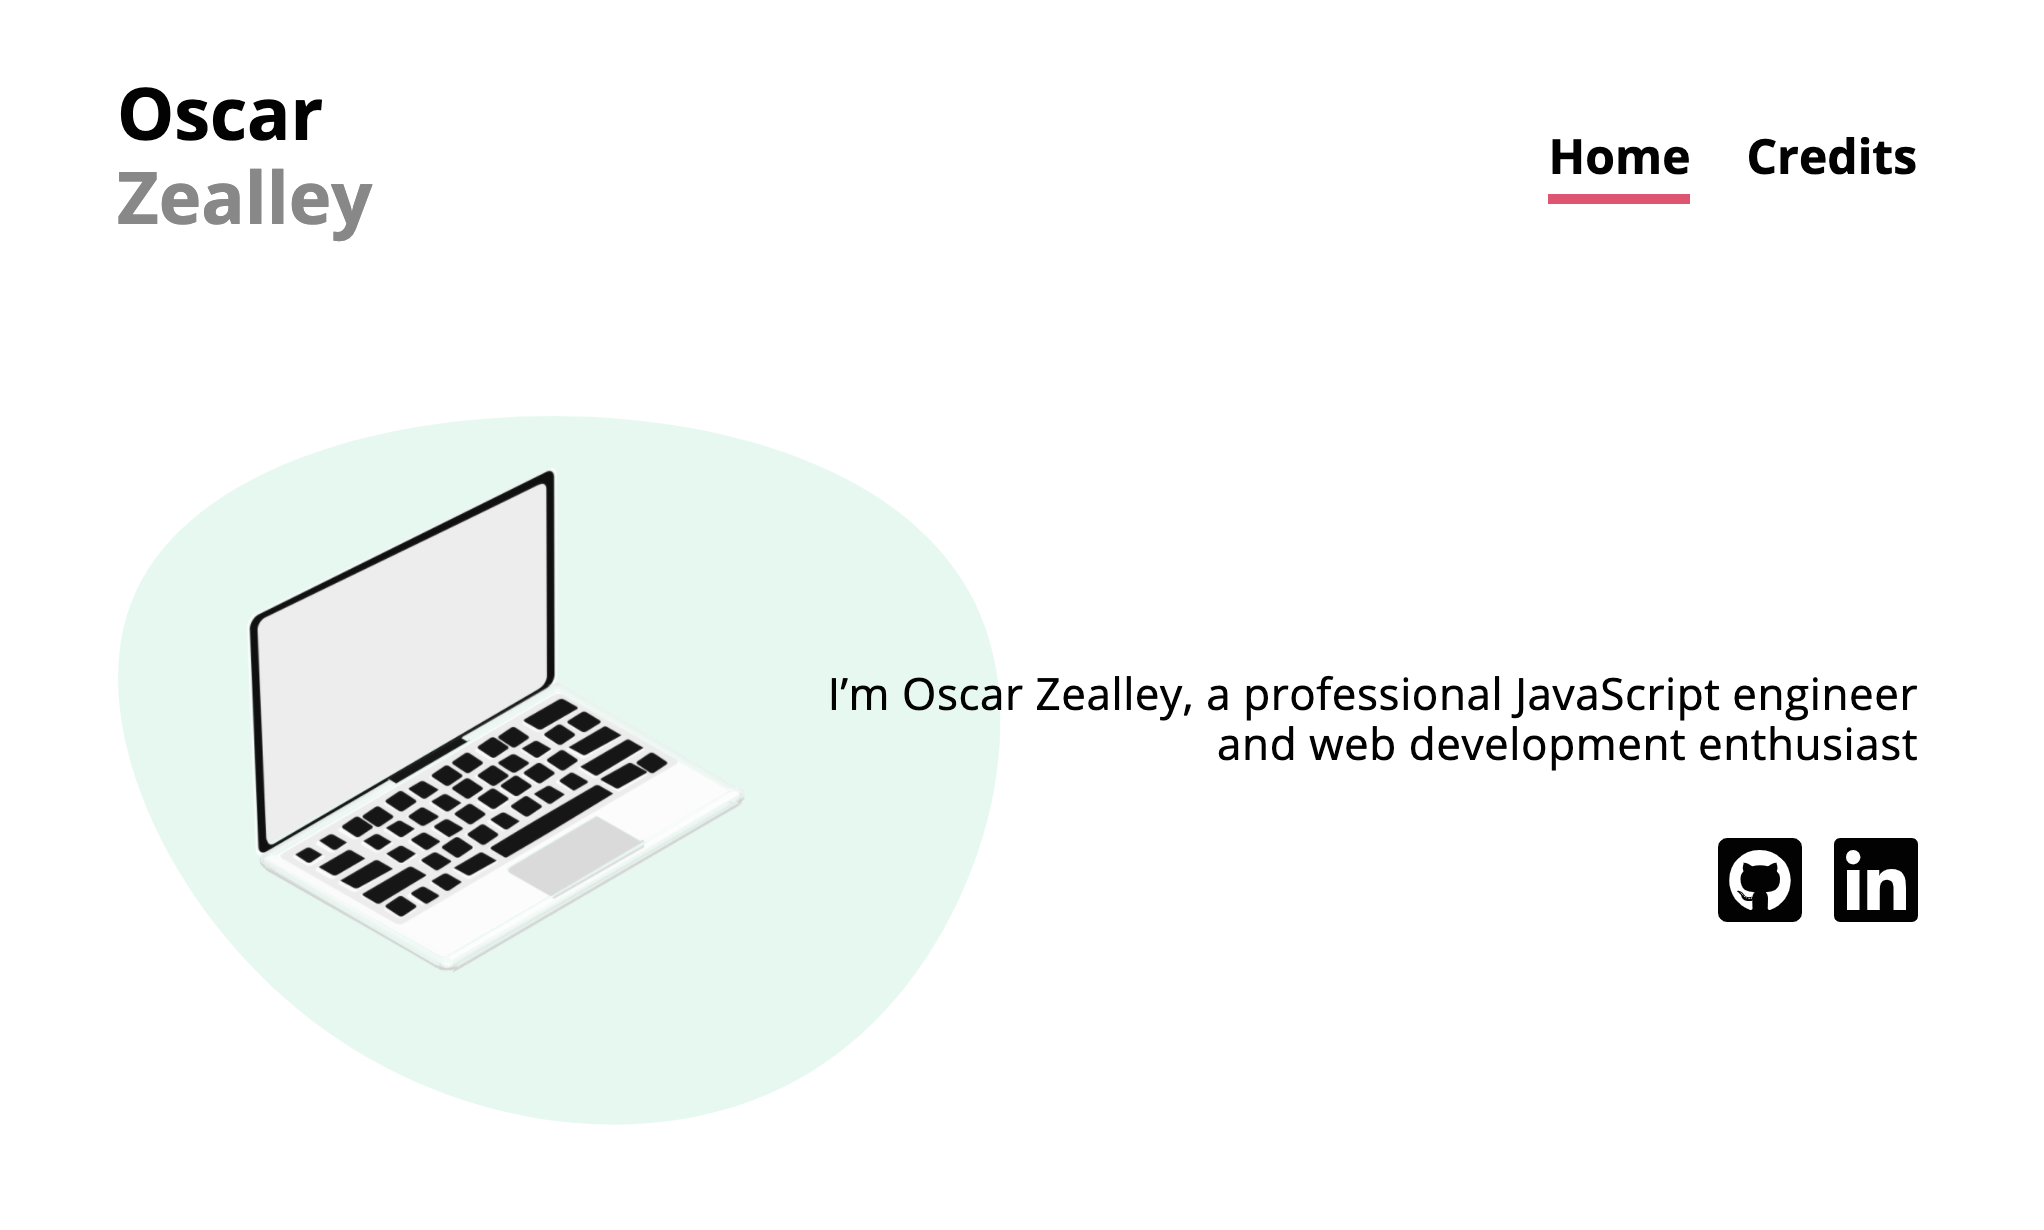 Oscar
Zealley
Home Credits
I’m Oscar Zealley, a professional JavaScript engineer
and web development enthusiast
in